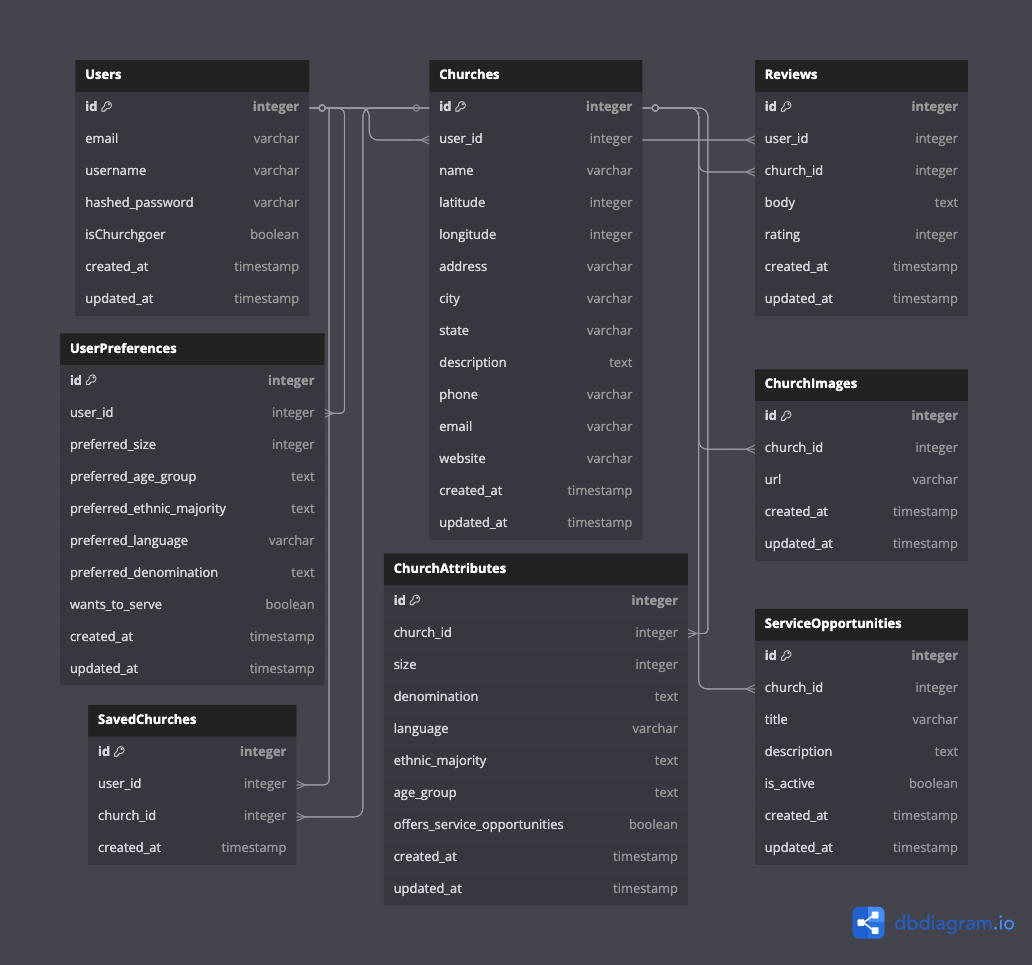 Users
id integer
email varchar
username varchar
hashed_password varchar
isChurchgoer boolean
created_at timestamp
updated_at timestamp
UserPreferences
id integer
user_id integer
preferred_size integer
preferred_age_group text
preferred_ethnic_majority text
preferred_language varchar
preferred_denomination text
wants_to_serve boolean
created_at timestamp
updated_at timestamp
SavedChurches
id integer
user_id integer
church_id integer
created_at timestamp
Churches
id integer
user_id integer
name varchar
latitude integer
longitude integer
address varchar
city varchar
state varchar
description text
phone varchar
email varchar
website varchar
created_at timestamp
updated_at timestamp
ChurchAttributes
id integer
church_id integer
size integer
denomination text
language varchar
ethnic_majority text
age_group text
offers_service_opportunities boolean
created_at timestamp
updated_at timestamp
Reviews
id integer
user_id integer
church_id integer
body text
rating integer
created_at timestamp
updated_at timestamp
ChurchImages
id integer
church_id integer
url varchar
created_at timestamp
updated_at timestamp
ServiceOpportunities
id integer
church_id integer
title varchar
description text
is_active boolean
created_at timestamp
updated_at timestamp
dbdiagram.io